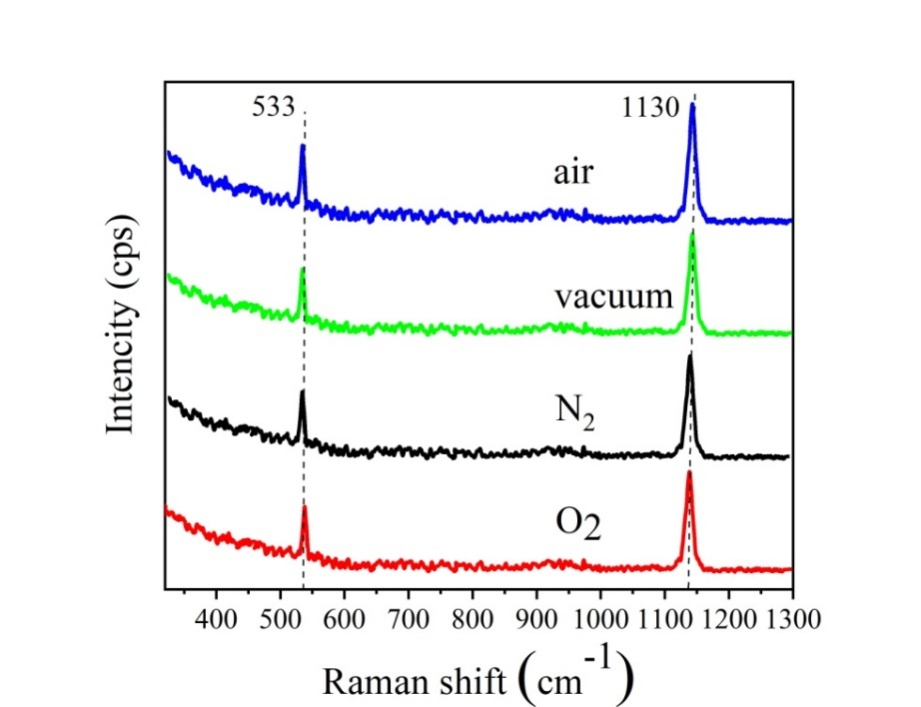 533
1130
air
vacuum
N₂
O2
Intencity (cps)
400 500 600 700 800 900 1000 1100 1200 1300
Raman shift (cm⁻¹)